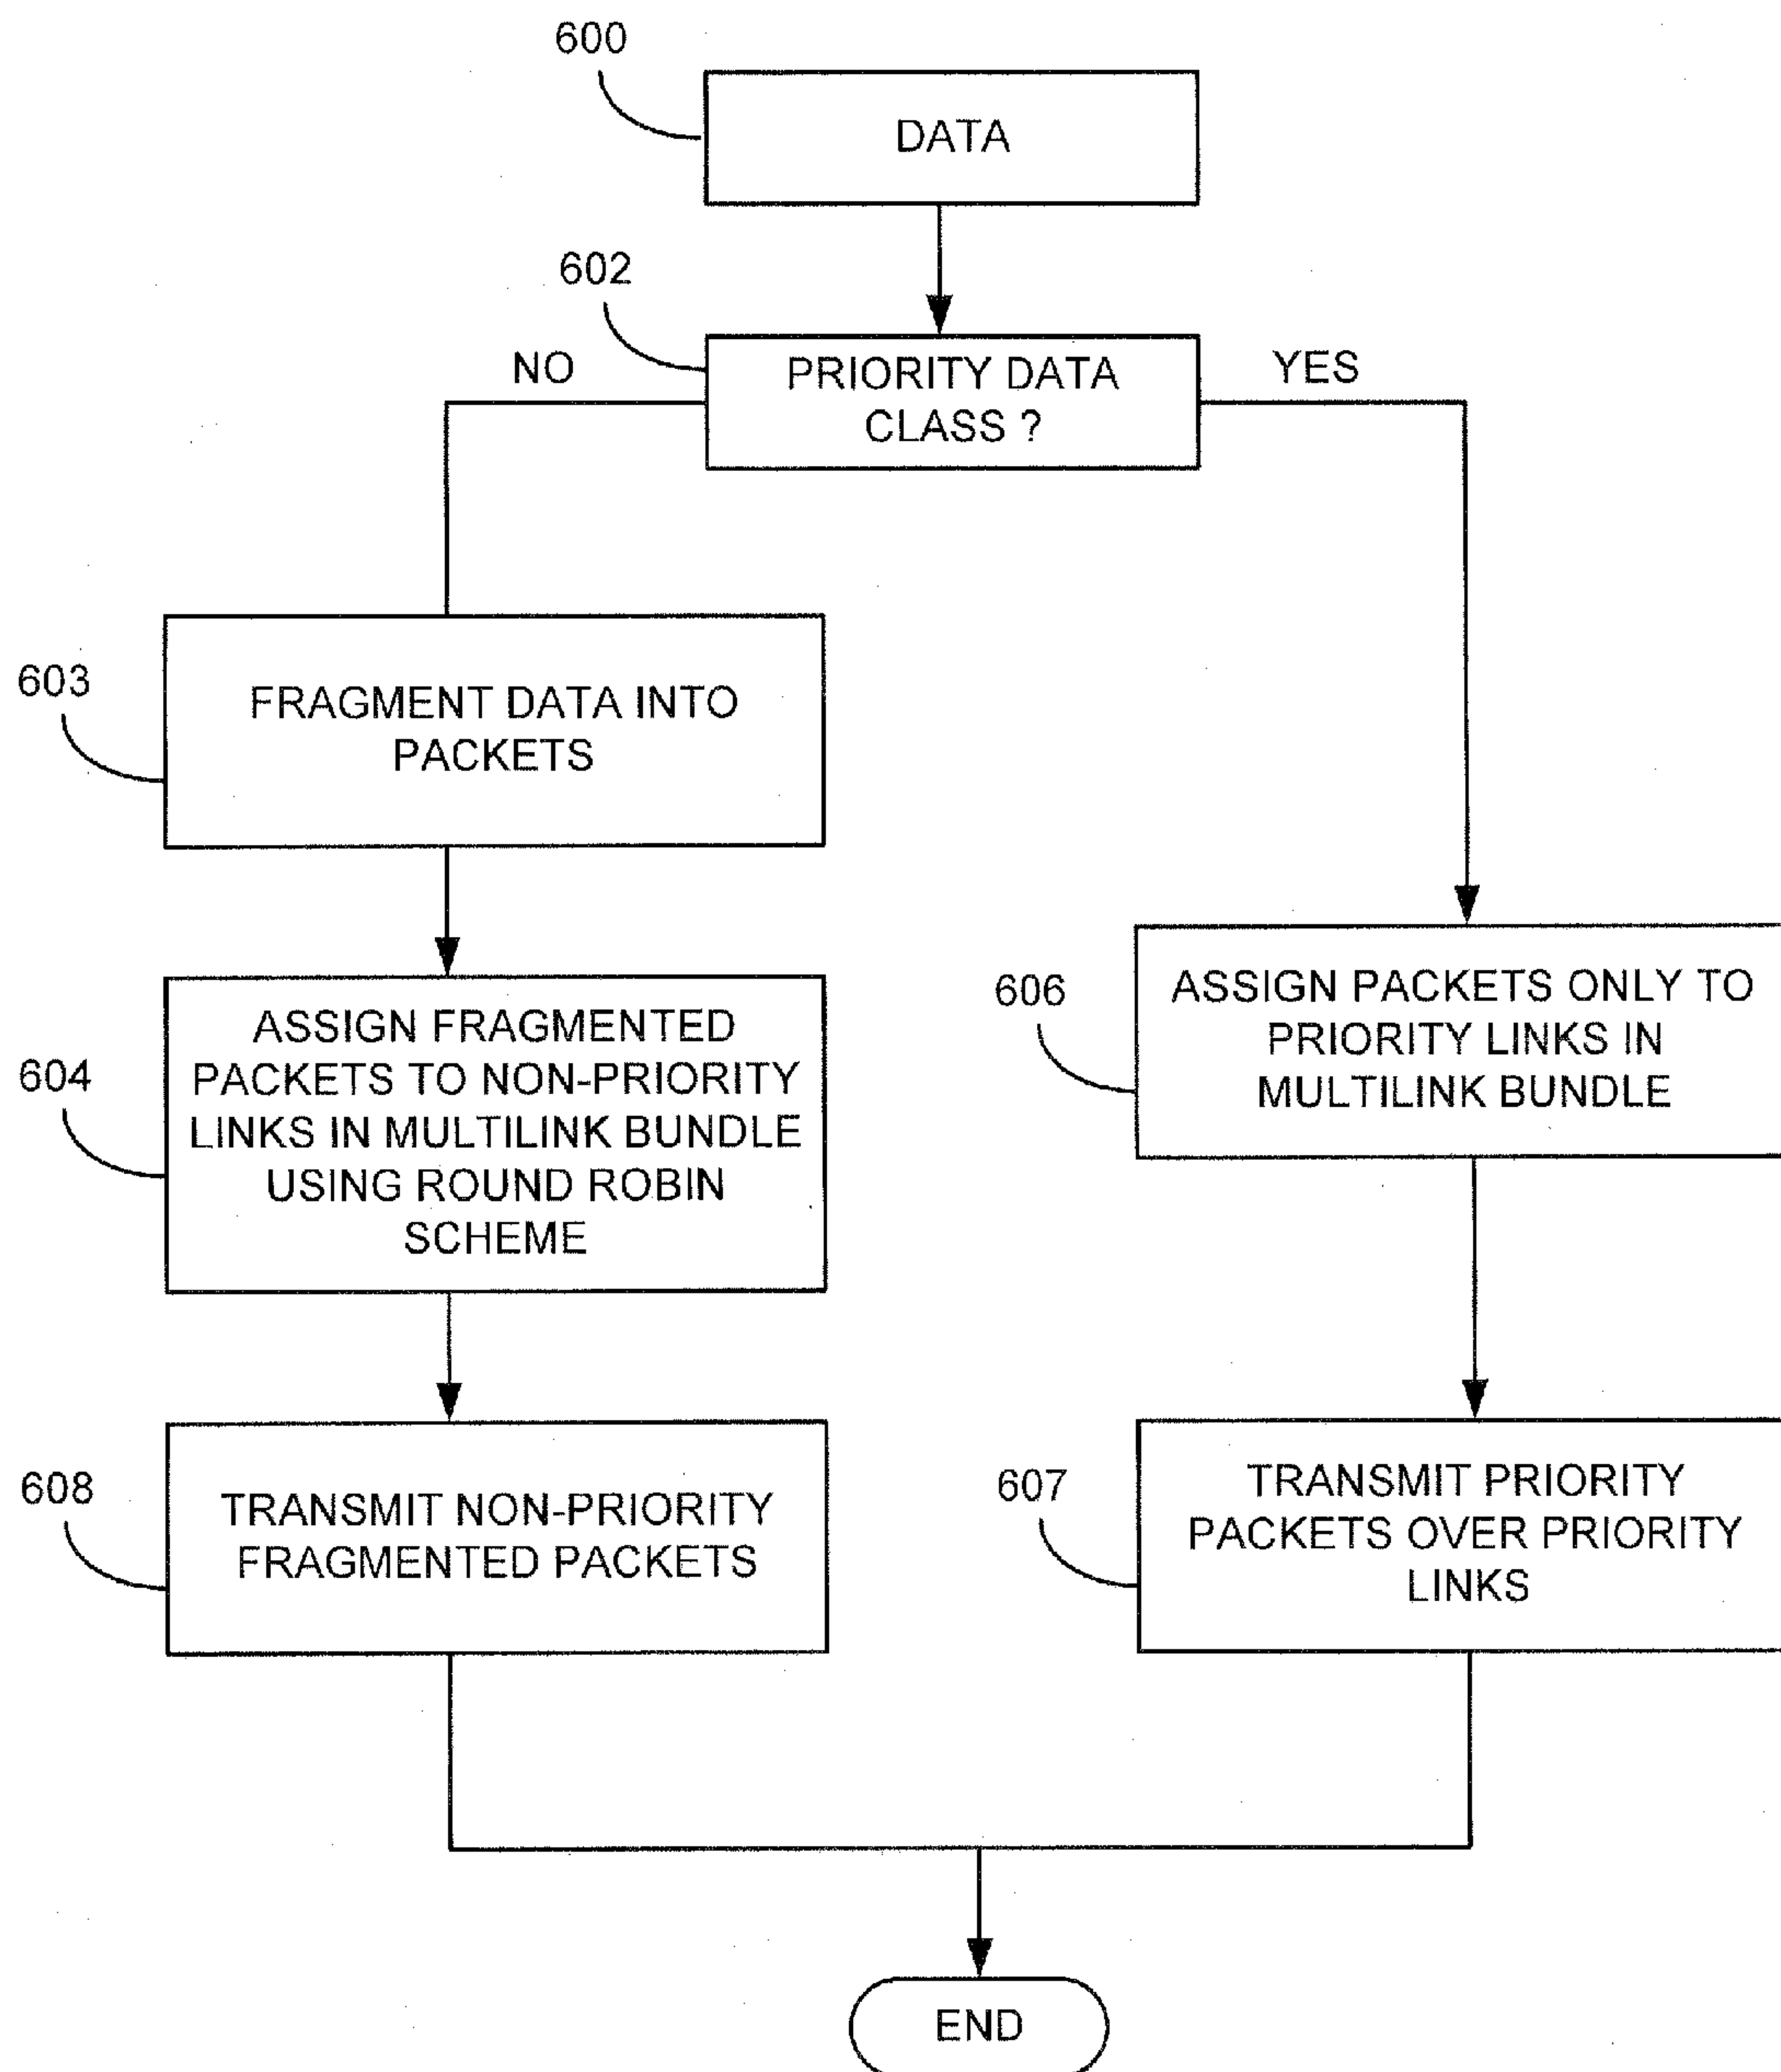 600
DATA
602
NO
PRIORITY DATA
CLASS ?
YES
603
FRAGMENT DATA INTO
PACKETS
604
ASSIGN FRAGMENTED
PACKETS TO NON-PRIORITY
LINKS IN MULTILINK BUNDLE
USING ROUND ROBIN
SCHEME
606
ASSIGN PACKETS ONLY TO
PRIORITY LINKS IN
MULTILINK BUNDLE
608
TRANSMIT NON-PRIORITY
FRAGMENTED PACKETS
607
TRANSMIT PRIORITY
PACKETS OVER PRIORITY
LINKS
END